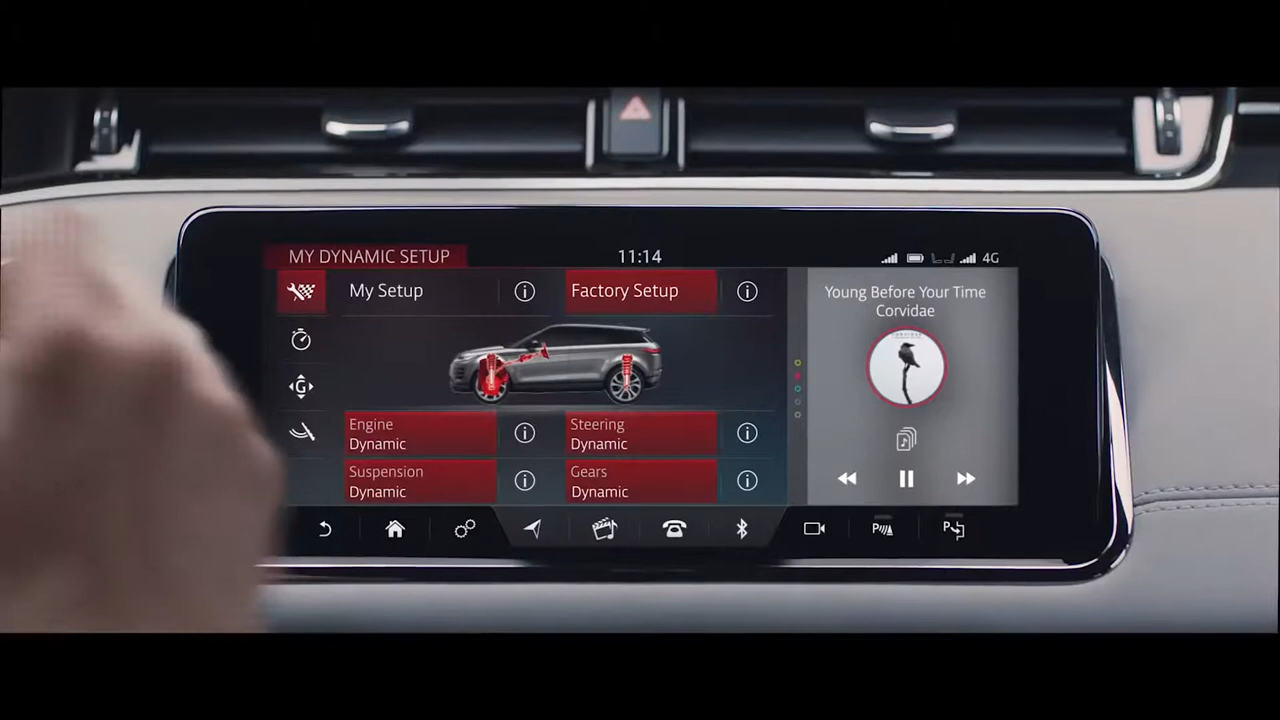 MY DYNAMIC SETUP
11:14
4G
My Setup
Factory Setup
Young Before Your Time
Corvidae
G
Engine
Dynamic
Steering
Dynamic
Suspension
Dynamic
Gears
Dynamic
P
P